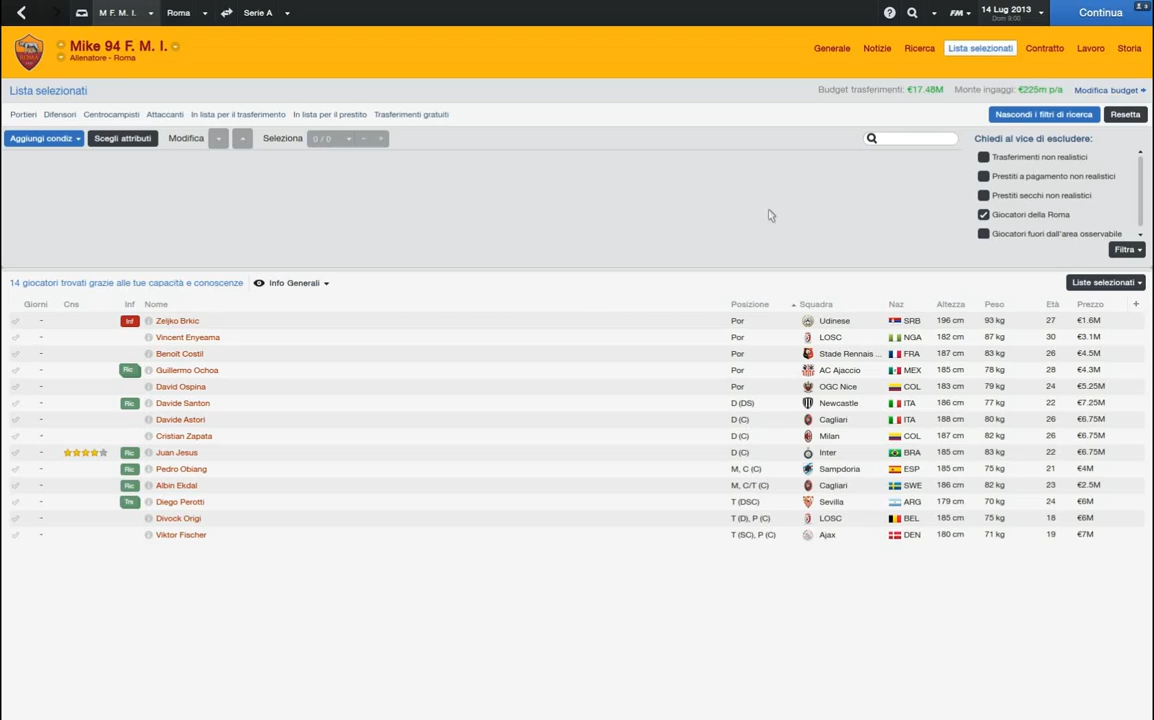 M F. M. I. Roma Serie A FM 14 Lug 2013 Dom 8:00 Continua 3
Mike 94 F. M. I.
Allenatore - Roma
Generale Notizie Ricerca Lista selezionati Contratto Lavoro Storia
Lista selezionati Budget trasferimenti: €17.48M Monte ingaggi: €225m p/a Modifica budget
Portieri Difensori Centrocampisti Attaccanti In lista per il trasferimento In lista per il prestito Trasferimenti gratuiti Nascondi i filtri di ricerca Resetta
Aggiungi condiz Scegli attributi Modifica Seleziona 0 / 0 Chiedi al vice di escludere:
Trasferimenti non realistici
Prestiti a pagamento non realistici
Prestiti secchi non realistici
Giocatori della Roma
Giocatori fuori dall'area osservabile
Filtra
14 giocatori trovati grazie alle tue capacità e conoscenze Info Generali Liste selezionati
Giorni Cns Inf Nome Posizione Squadra Naz Altezza Peso Età Prezzo +
- Inf Zeljko Brkic Por Udinese SRB 196 cm 93 kg 27 €1.6M
- Vincent Enyeama Por LOSC NGA 182 cm 87 kg 30 €3.1M
- Benoît Costil Por Stade Rennais ... FRA 185 cm 83 kg 26 €4.5M
- Ric Guillermo Ochoa Por AC Ajaccio MEX 185 cm 78 kg 28 €4.3M
- David Ospina Por OGC Nice COL 183 cm 79 kg 24 €5.25M
- Ric Davide Santon D (DS) Newcastle ITA 186 cm 77 kg 22 €7.25M
- Davide Astori D (C) Cagliari ITA 188 cm 80 kg 26 €6.75M
- Cristian Zapata D (C) Milan COL 187 cm 82 kg 26 €6.75M
- Ric Juan Jesus D (C) Inter BRA 185 cm 83 kg 22 €6.75M
- Ric Pedro Obiang M, C (C) Sampdoria ESP 185 cm 75 kg 21 €4M
- Ric Albin Ekdal M, C/T (C) Cagliari SWE 186 cm 82 kg 23 €2.5M
- Trs Diego Perotti T (DSC) Sevilla ARG 179 cm 70 kg 24 €6M
- Divock Origi T (D), P (C) LOSC BEL 185 cm 75 kg 18 €6M
- Viktor Fischer T (SC), P (C) Ajax DEN 180 cm 71 kg 19 €7M